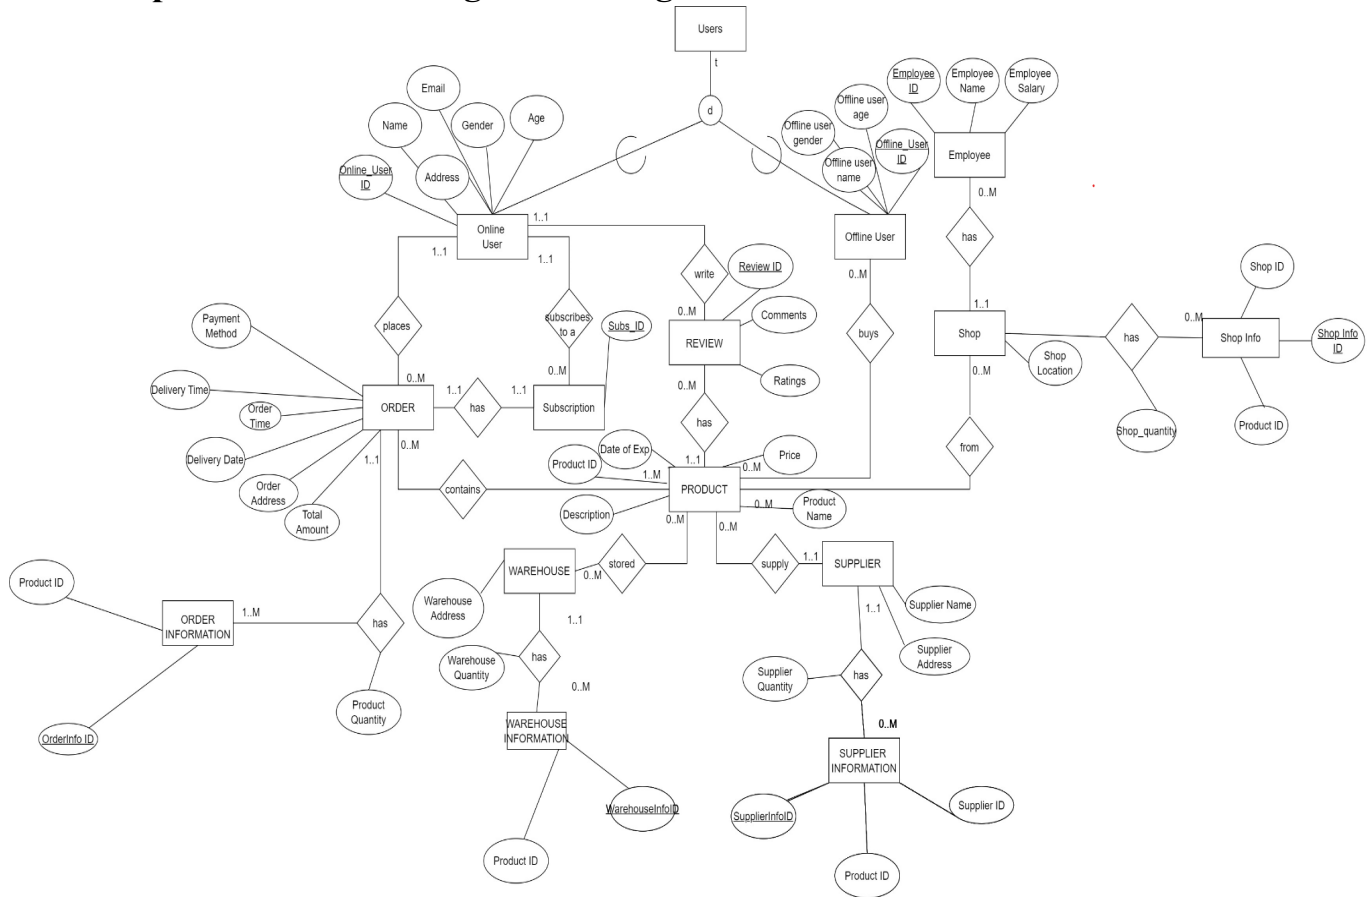 Users
t
d
Email
Name
Gender
Age
Online_User
ID
Address
Offline user
age
Offline user
gender
Offline user
name
Offline_User
ID
Employee
ID
Employee
Name
Employee
Salary
Employee
0..M
has
1..1
Online
User
1..1
1..1
1..1
Offline User
0..M
write
Review ID
Comments
Ratings
0..M
REVIEW
0..M
has
1..1
buys
0..M
places
0..M
subscribes
to a
0..M
Subs_ID
Payment
Method
Delivery Time
Order
Time
Delivery Date
Order
Address
Total
Amount
ORDER
1..1
has
1..1
Subscription
0..M
1..1
contains
1..M
Shop
Shop
Location
0..M
has
0..M
Shop Info
Shop ID
Shop Info
ID
Product ID
Shop_quantity
from
0..M
Product ID
Date of Exp
Price
PRODUCT
Description
Product
Name
0..M
0..M
WAREHOUSE
0..M
stored
supply
1..1
SUPPLIER
Warehouse
Address
1..1
Warehouse
Quantity
has
0..M
WAREHOUSE
INFORMATION
WarehouseInfoID
Product ID
Supplier Name
1..1
Supplier
Address
Supplier
Quantity
has
0..M
SUPPLIER
INFORMATION
SupplierInfoID
Supplier ID
Product ID
Product ID
ORDER
INFORMATION
1..M
has
Product
Quantity
OrderInfo ID